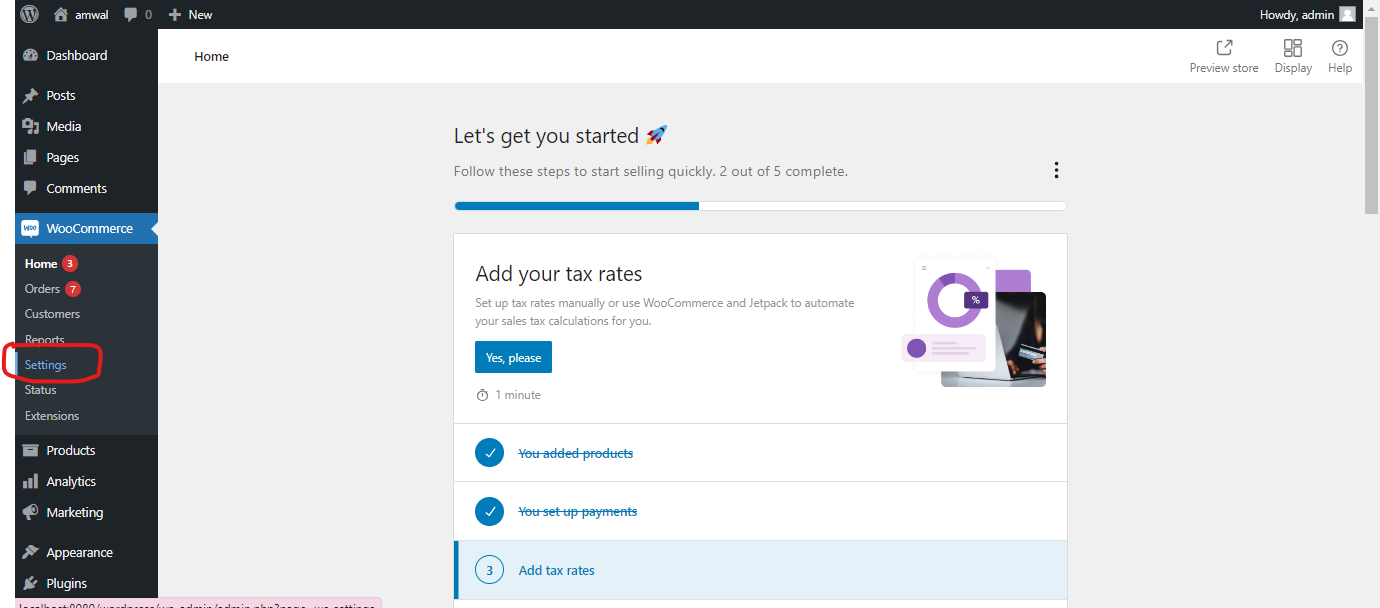 amwal 0 + New Howdy, admin
Dashboard
Posts
Media
Pages
Comments
WOO WooCommerce
Home 3
Orders 7
Customers
Reports
Settings
Status
Extensions
Products
Analytics
Marketing
Appearance
Plugins
Home
Preview store Display Help
Let's get you started 🚀
Follow these steps to start selling quickly. 2 out of 5 complete.
Add your tax rates
Set up tax rates manually or use WooCommerce and Jetpack to automate
your sales tax calculations for you.
Yes, please
1 minute
%
You added products
You set up payments
3 Add tax rates